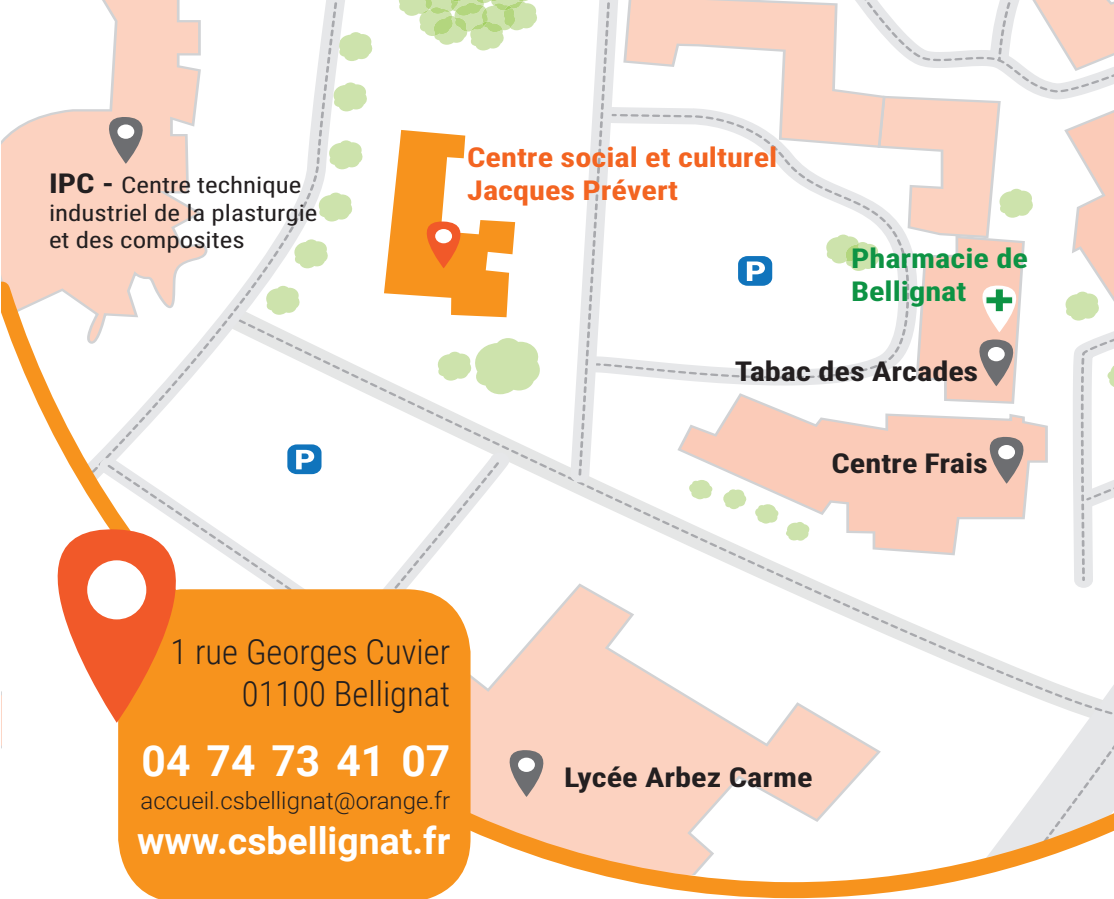 Centre social et culturel
Jacques Prévert
IPC - Centre technique
industriel de la plasturgie
et des composites
P
Pharmacie de
Bellignat
Tabac des Arcades
Centre Frais
P
1 rue Georges Cuvier
01100 Bellignat
04 74 73 41 07
accueil.csbellignat@orange.fr
www.csbellignat.fr
Lycée Arbez Carme